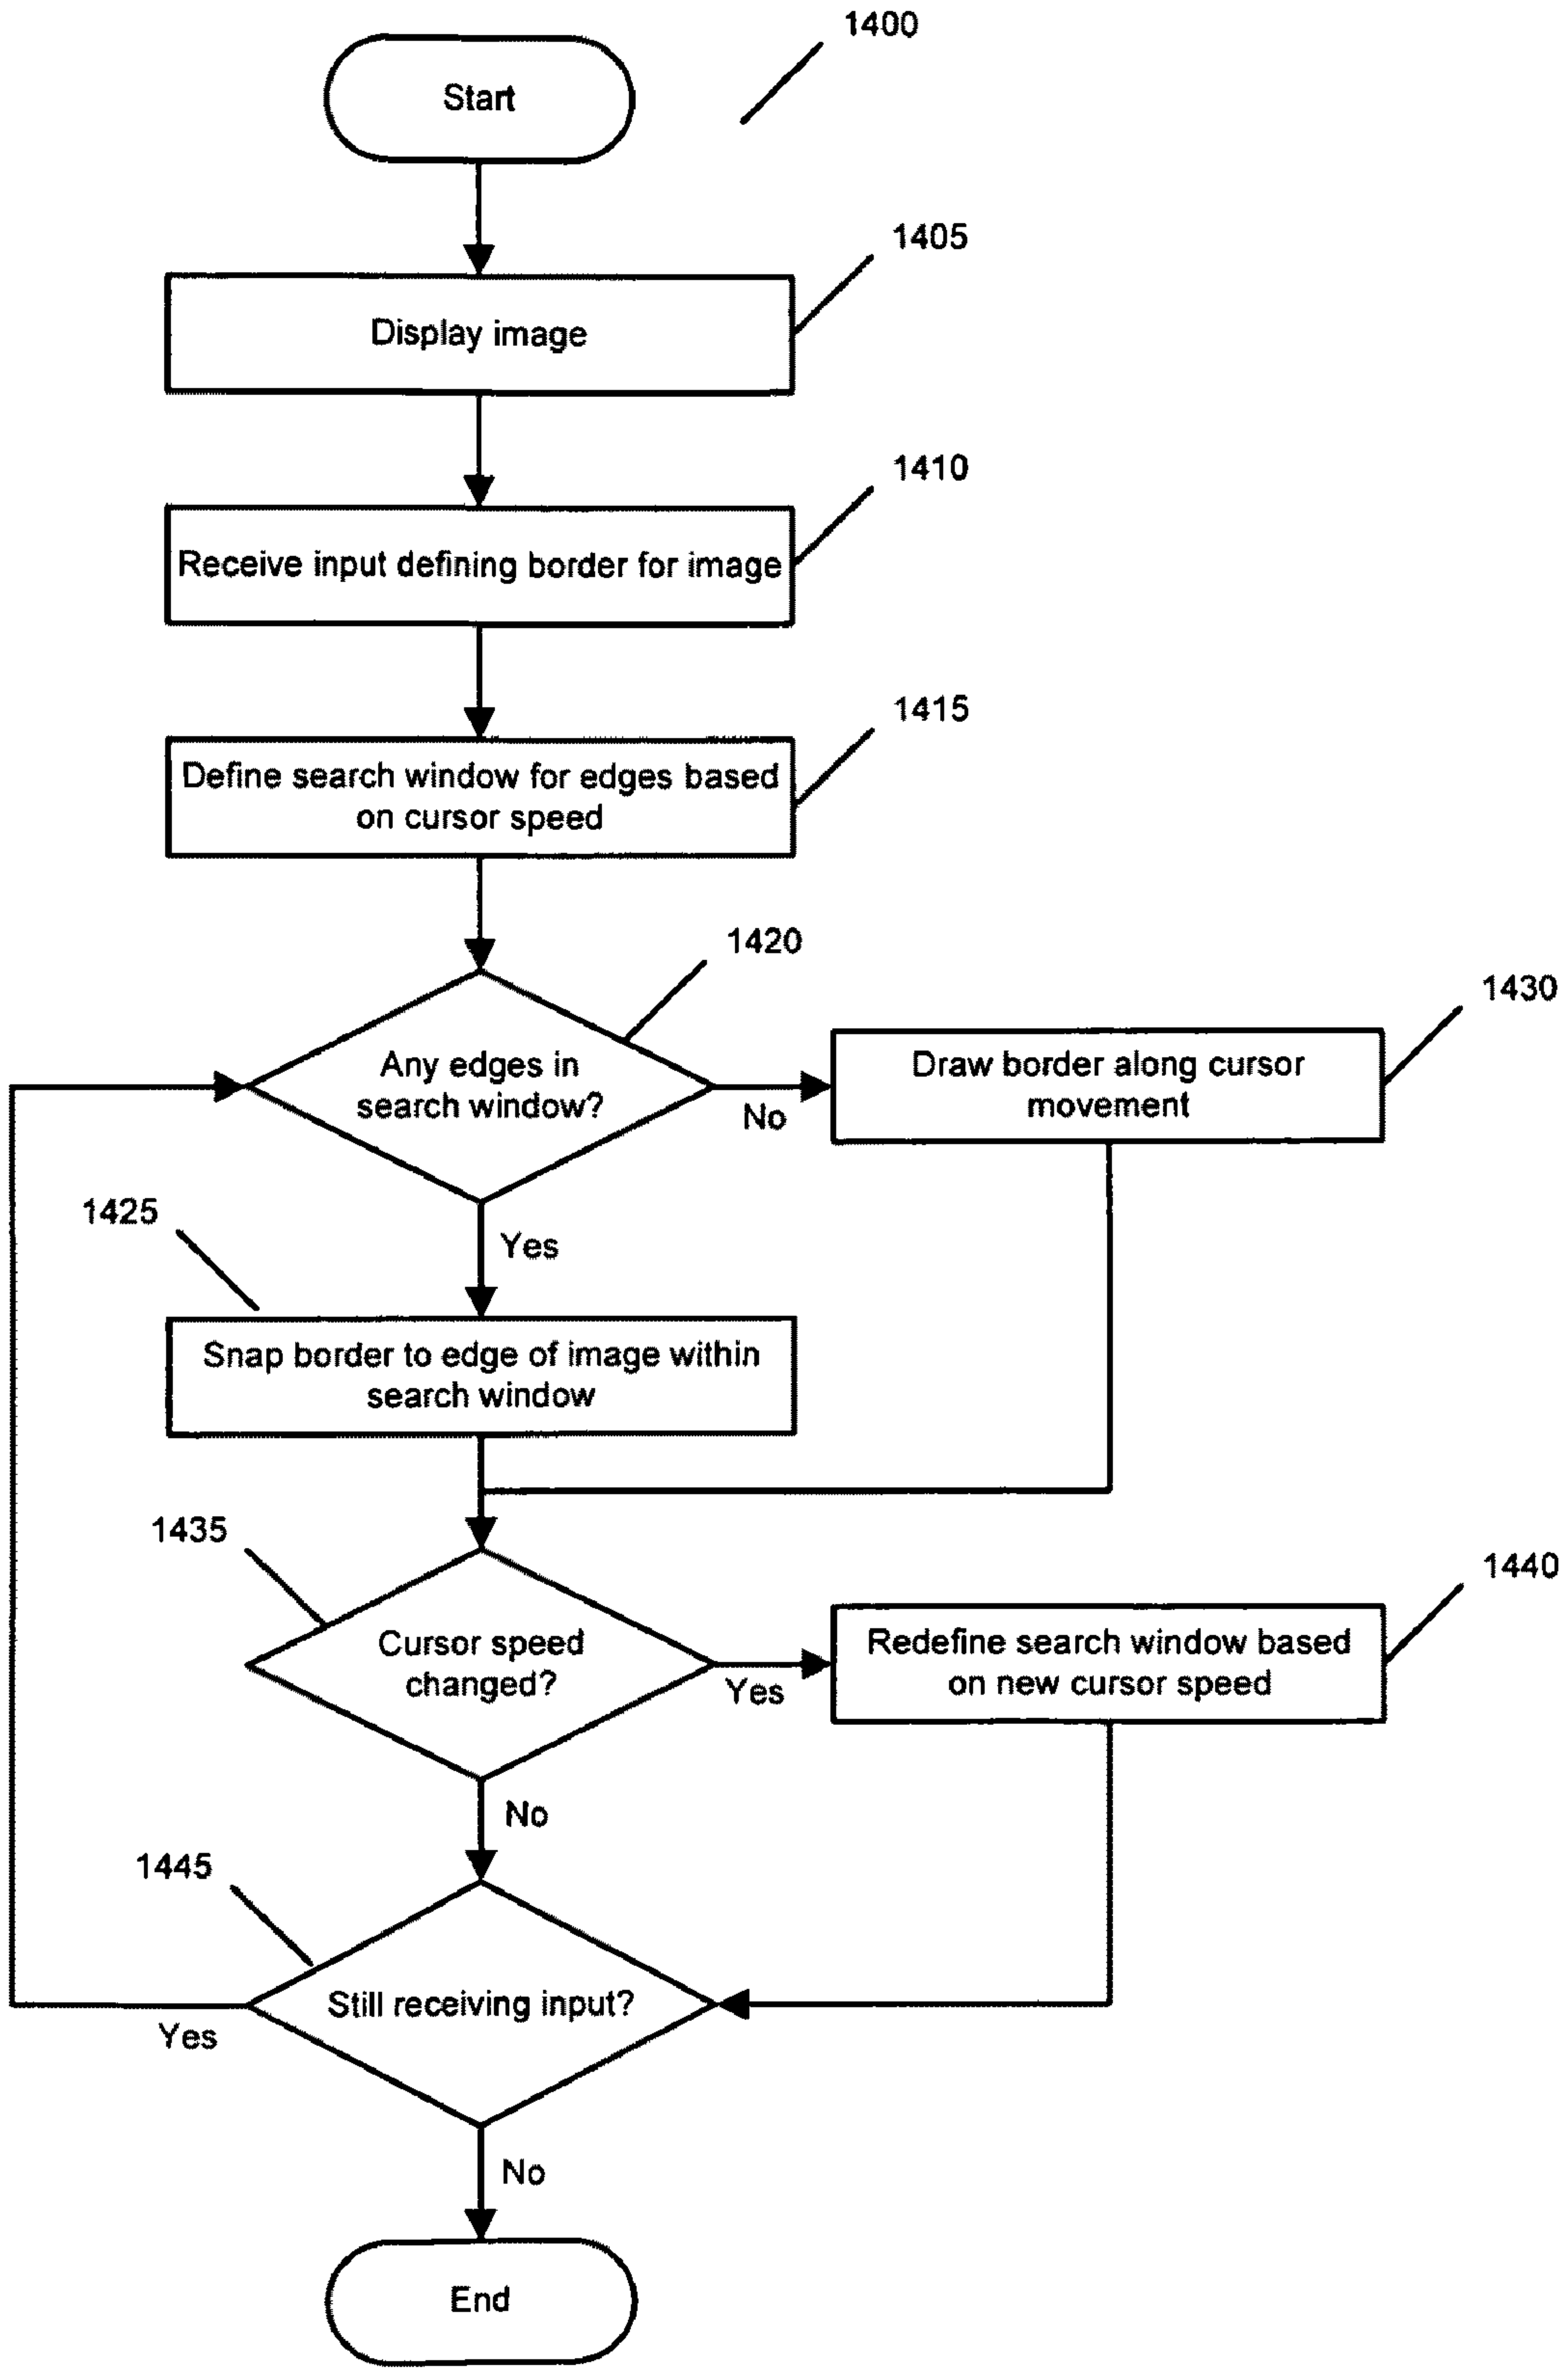 1400
Start
1405
Display image
1410
Receive input defining border for image
1415
Define search window for edges based
on cursor speed
1420
Any edges in
search window?
No
1430
Draw border along cursor
movement
Yes
1425
Snap border to edge of image within
search window
1435
Cursor speed
changed?
Yes
1440
Redefine search window based
on new cursor speed
No
1445
Still receiving input?
Yes
No
End